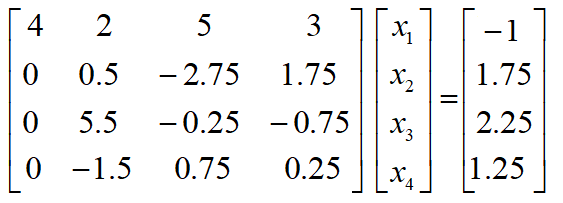 4 2 5 3 x₁ −1
0 0.5 −2.75 1.75 x₂ 1.75
=
0 5.5 −0.25 −0.75 x₃ 2.25
0 −1.5 0.75 0.25 x₄ 1.25